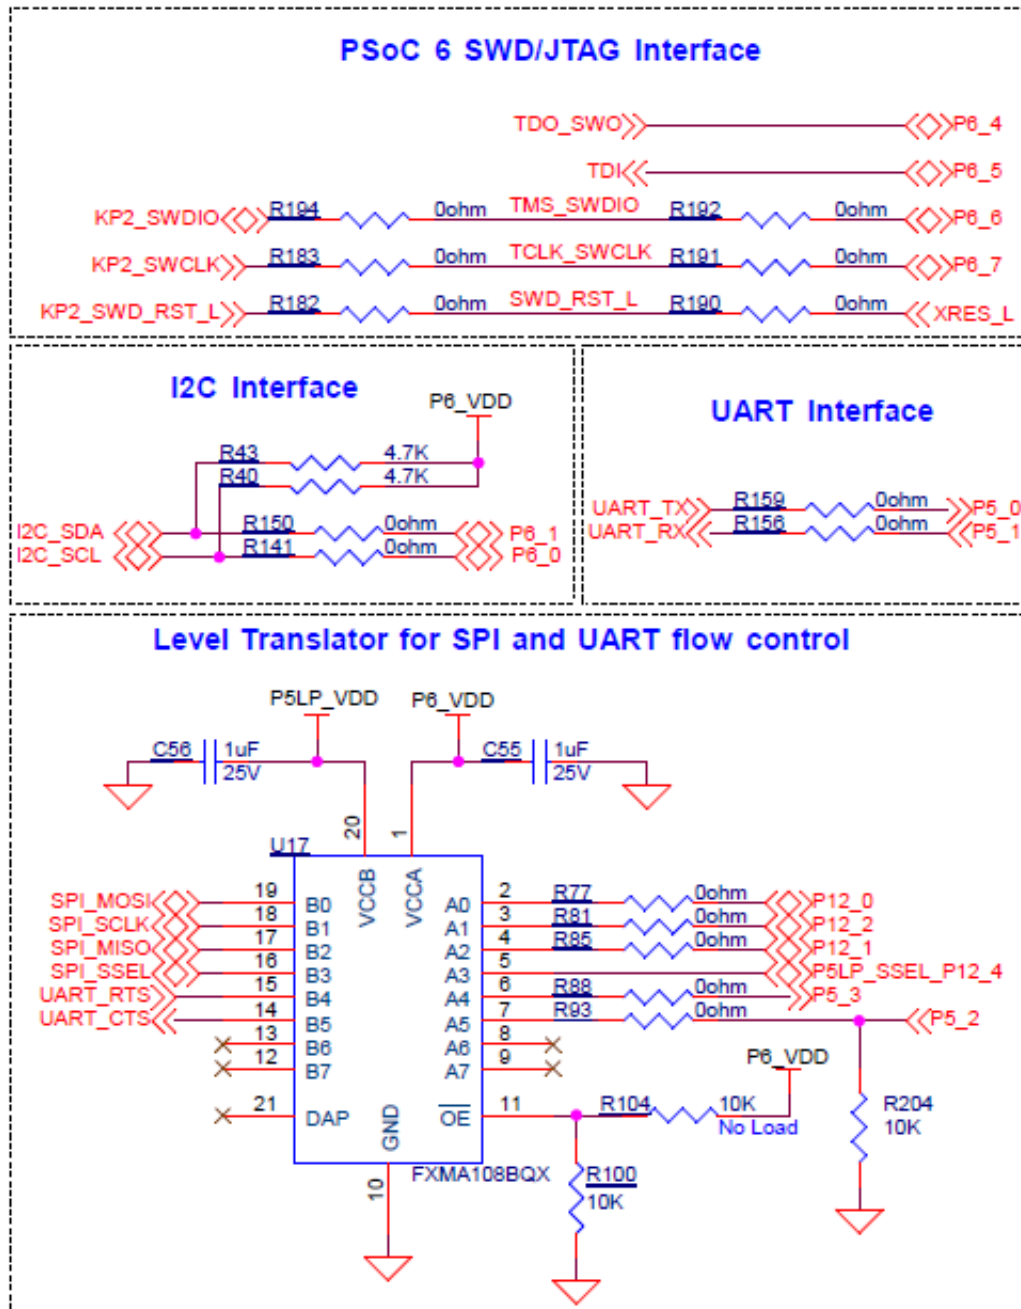 PSoC 6 SWD/JTAG Interface
TDO_SWO P6_4
TDI P6_5
KP2_SWDIO R194 0ohm TMS_SWDIO R192 0ohm P6_6
KP2_SWCLK R183 0ohm TCLK_SWCLK R191 0ohm P6_7
KP2_SWD_RST_L R182 0ohm SWD_RST_L R190 0ohm XRES_L
I2C Interface
P6_VDD
R43 4.7K
R40 4.7K
I2C_SDA R150 0ohm P6_1
I2C_SCL R141 0ohm P6_0
UART Interface
UART_TX R159 0ohm P5_0
UART_RX R156 0ohm P5_1
Level Translator for SPI and UART flow control
P5LP_VDD P6_VDD
C56 1uF C55 1uF
25V 25V
20 1
U17
VCCB VCCA
SPI_MOSI 19 B0 A0 2 R77 0ohm P12_0
SPI_SCLK 18 B1 A1 3 R81 0ohm P12_2
SPI_MISO 17 B2 A2 4 R85 0ohm P12_1
SPI_SSEL 16 B3 A3 5 P5LP_SSEL_P12_4
UART_RTS 15 B4 A4 6 R88 0ohm P5_3
UART_CTS 14 B5 A5 7 R93 0ohm P5_2
13 B6 A6 8
12 B7 A7 9
P6_VDD
21 DAP GND OE 11 R104 10K
No Load
R204
10K
FXMA108BQX
R100
10K
10